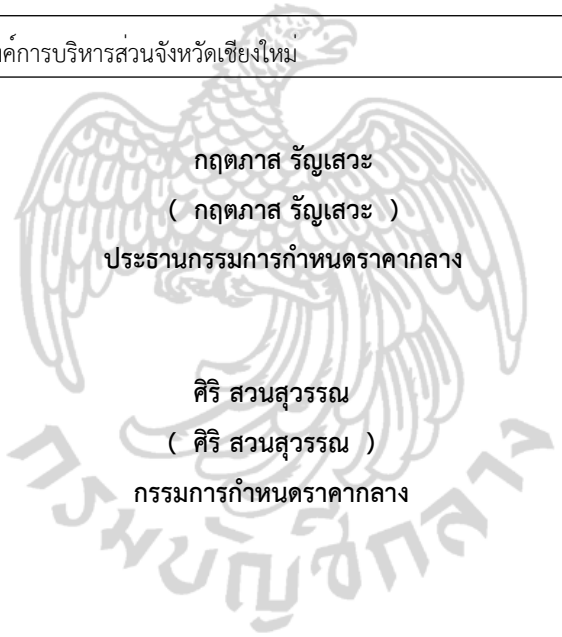 การบริหารส่วนจังหวัดเชียงใหม่
กฤตภาส รัญเสวะ
( กฤตภาส รัญเสวะ )
ประธานกรรมการกำหนดราคากลาง
ศิริ สวนสุวรรณ
( ศิริ สวนสุวรรณ )
กรรมการกำหนดราคากลาง
กรมบัญชีกลาง